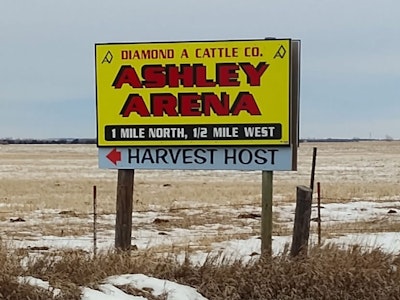 DIAMOND A CATTLE CO.
ASHLEY
ARENA
1 MILE NORTH, 1/2 MILE WEST
HARVEST HOST